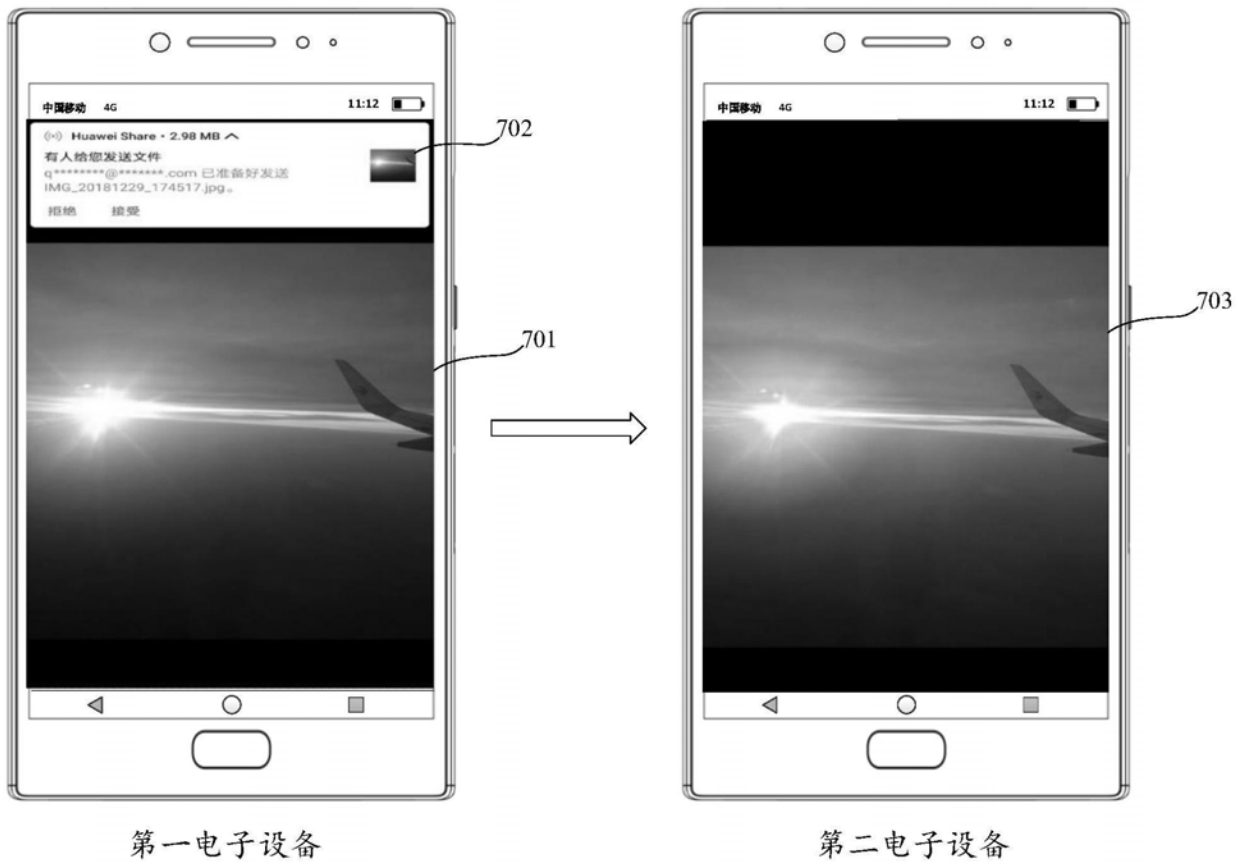 中国移动 4G 11:12
Huawei Share • 2.98 MB
有人给您发送文件
q********@*******.com 已准备好发送
IMG_20181229_174517.jpg。
拒绝 接受
702
701
第一电子设备
中国移动 4G 11:12
703
第二电子设备